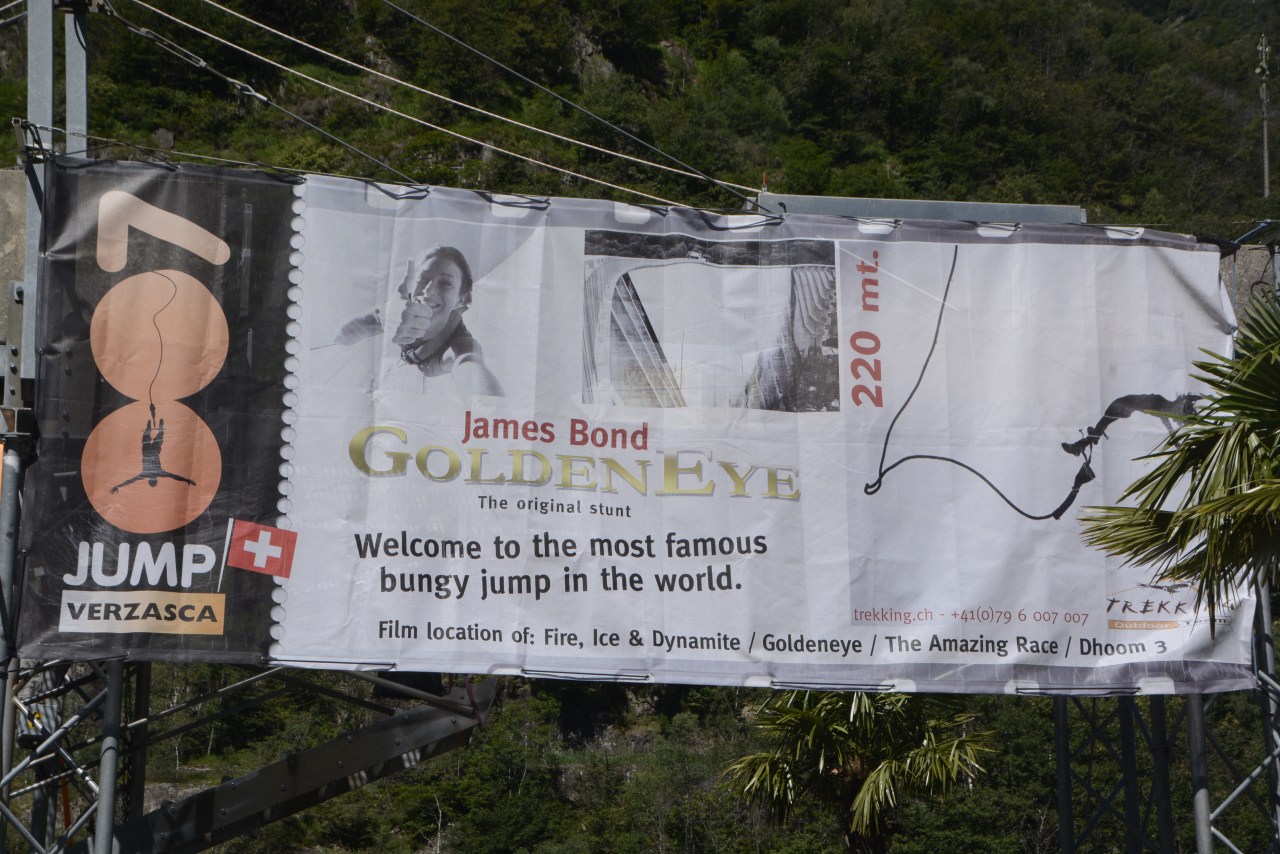 007
JUMP
VERZASCA
220 mt.
James Bond
GOLDENEYE
The original stunt
Welcome to the most famous
bungy jump in the world.
trekking.ch - +41(0)79 6 007 007
Outdoor
Film location of: Fire, Ice & Dynamite / Goldeneye / The Amazing Race / Dhoom 3